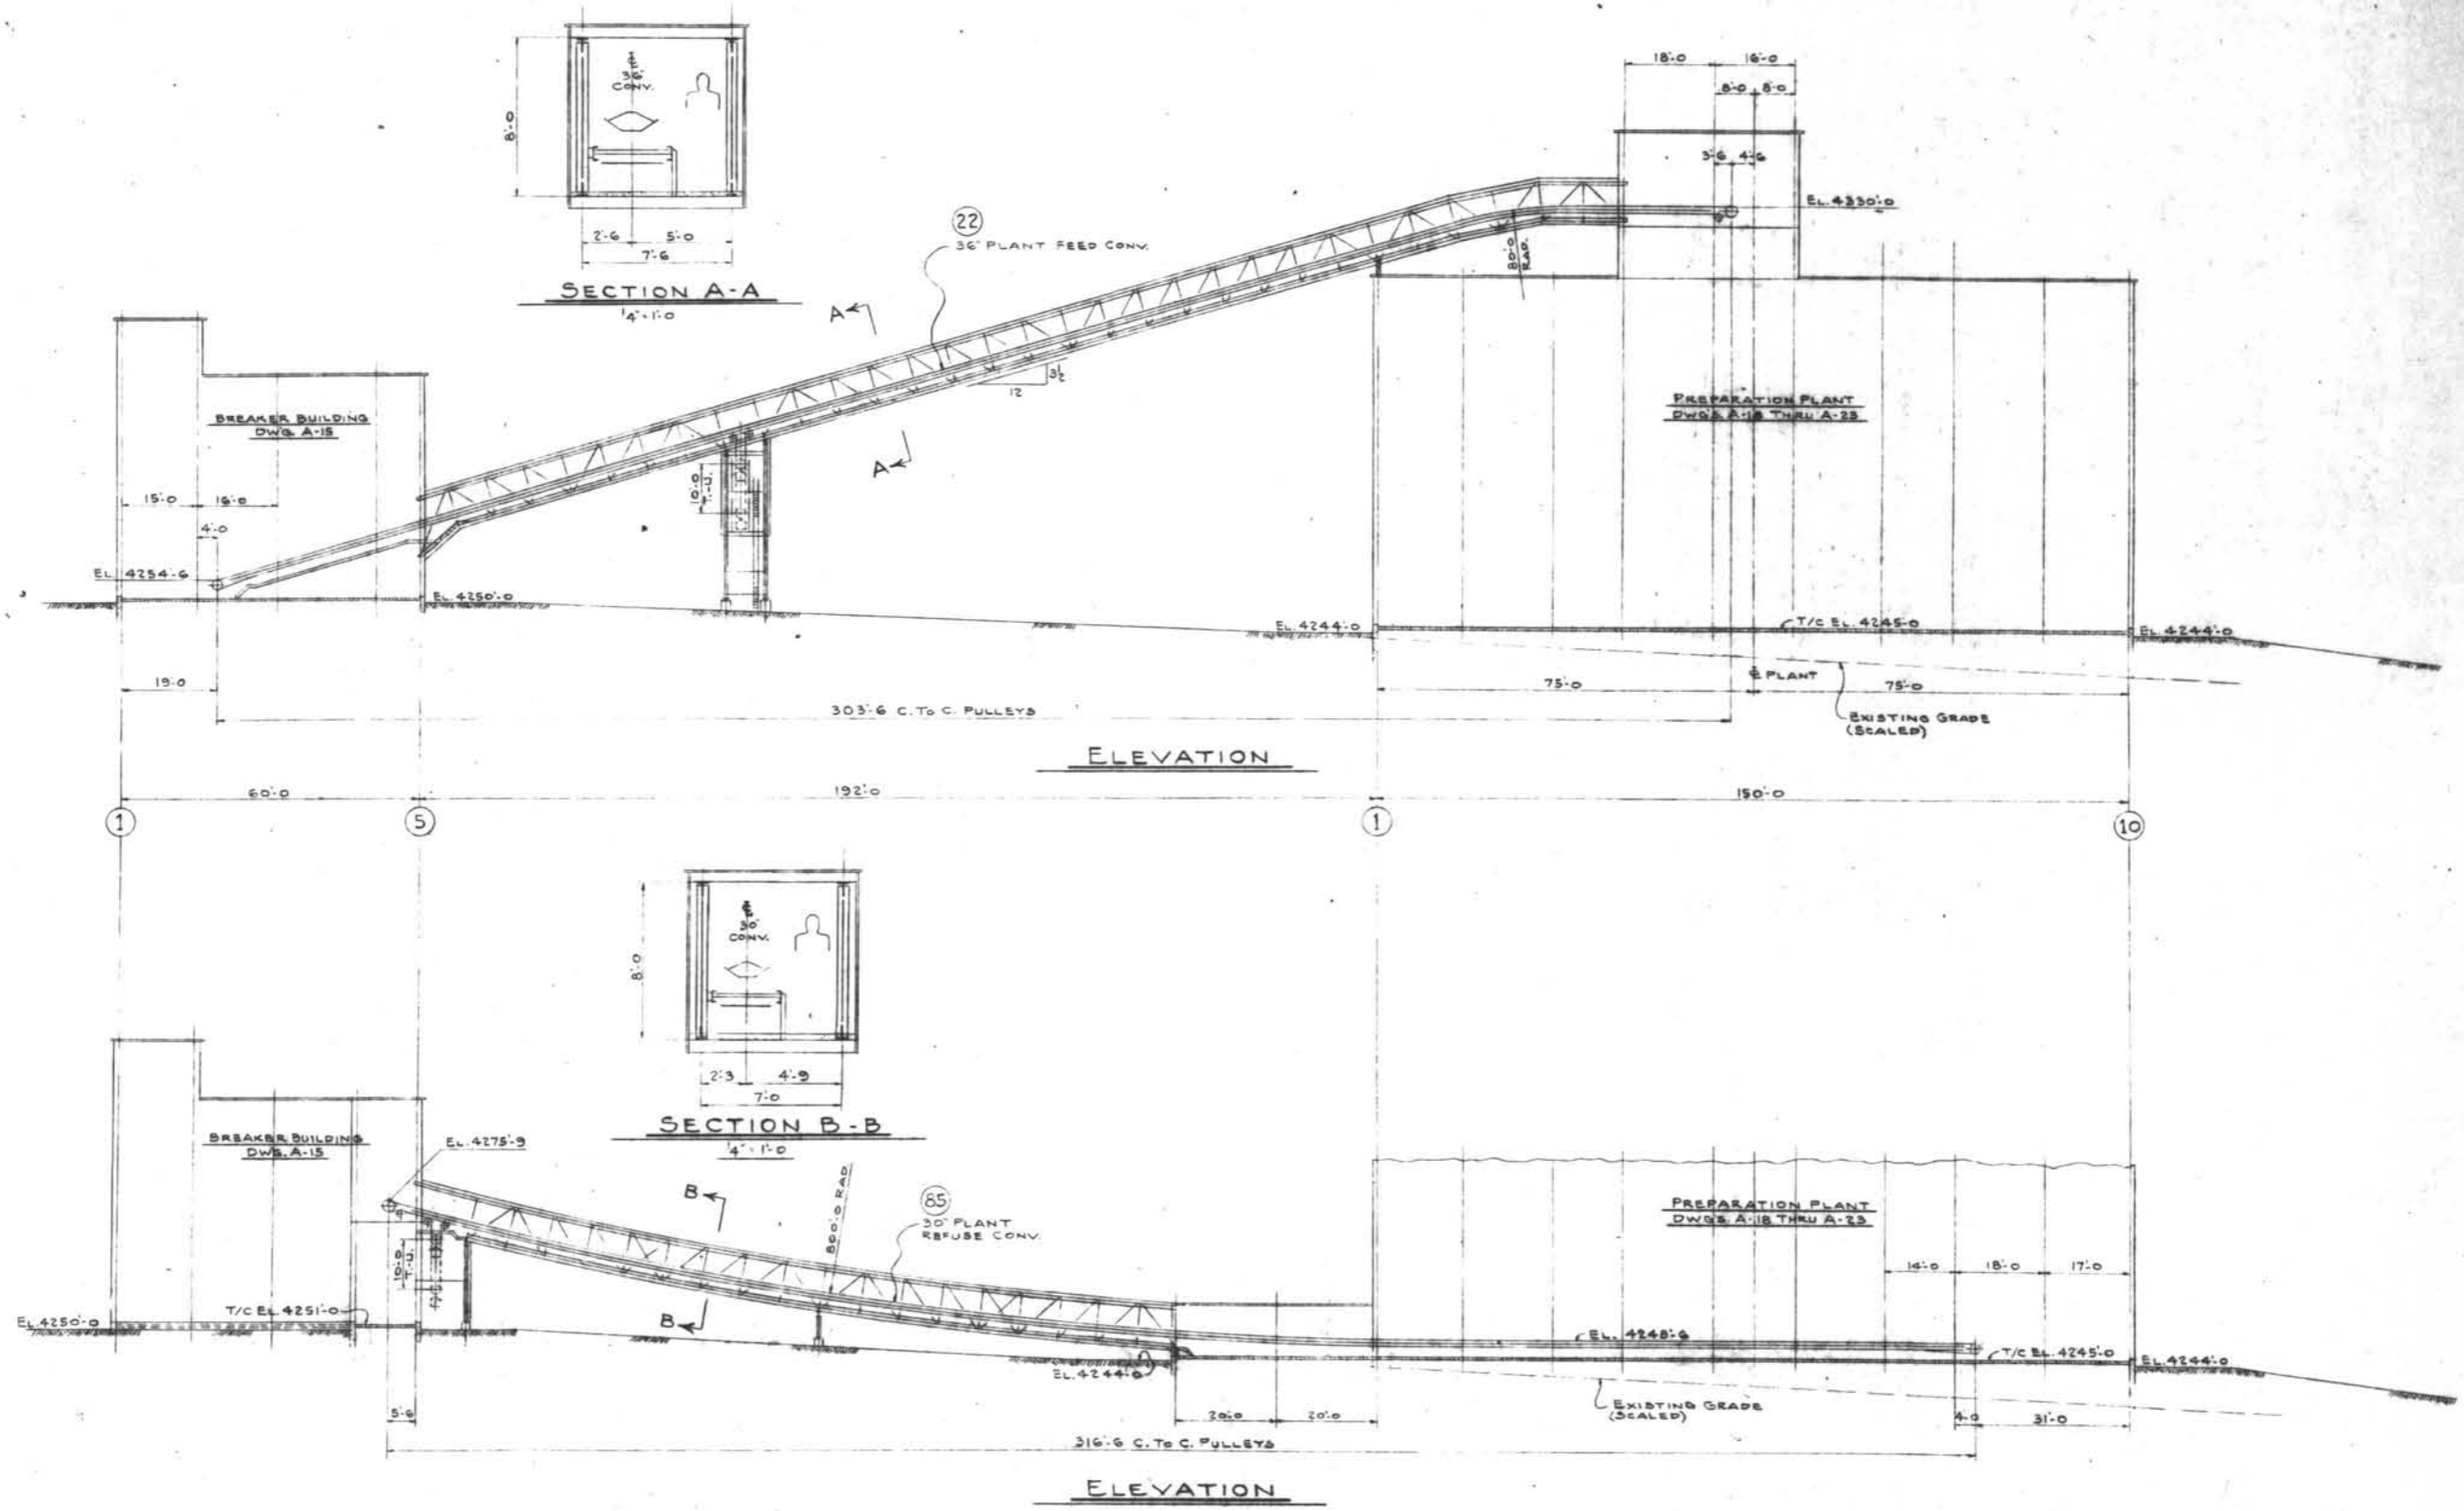 18'-0
16'-0
8'-0
8'-0
℄
36"
CONV.
8'-0
2'-6
5'-0
7'-6
SECTION A-A
1/4"=1'-0
22
36" PLANT FEED CONV.
3'-6
4'-6
EL. 4330'-0
80'-0
RAD.
A
A
12
3 1/2
BREAKER BUILDING
DWG. A-15
PREPARATION PLANT
DWGS. A-18 THRU A-23
15'-0
16'-0
4'-0
10'-0
T.-U.
EL. 4254'-6
EL. 4250'-0
EL. 4244'-0
T/C EL. 4245'-0
EL. 4244'-0
19'-0
75'-0
℄ PLANT
75'-0
303'-6 C. TO C. PULLEYS
EXISTING GRADE
(SCALED)
ELEVATION
60'-0
192'-0
150'-0
1
5
1
10
℄
30"
CONV.
8'-0
2'-3
4'-9
7'-0
SECTION B-B
1/4"=1'-0
BREAKER BUILDING
DWG. A-15
EL. 4275'-9
B
B
800'-0 RAD
85
30" PLANT
REFUSE CONV.
PREPARATION PLANT
DWGS. A-18 THRU A-23
14'-0
18'-0
17'-0
10'-0
T.-U.
T/C EL. 4251'-0
EL. 4250'-0
EL. 4248'-6
T/C EL. 4245'-0
EL. 4244'-0
EL. 4244'-0
5'-6
20'-0
20'-0
EXISTING GRADE
(SCALED)
4'-0
31'-0
316'-6 C. TO C. PULLEYS
ELEVATION